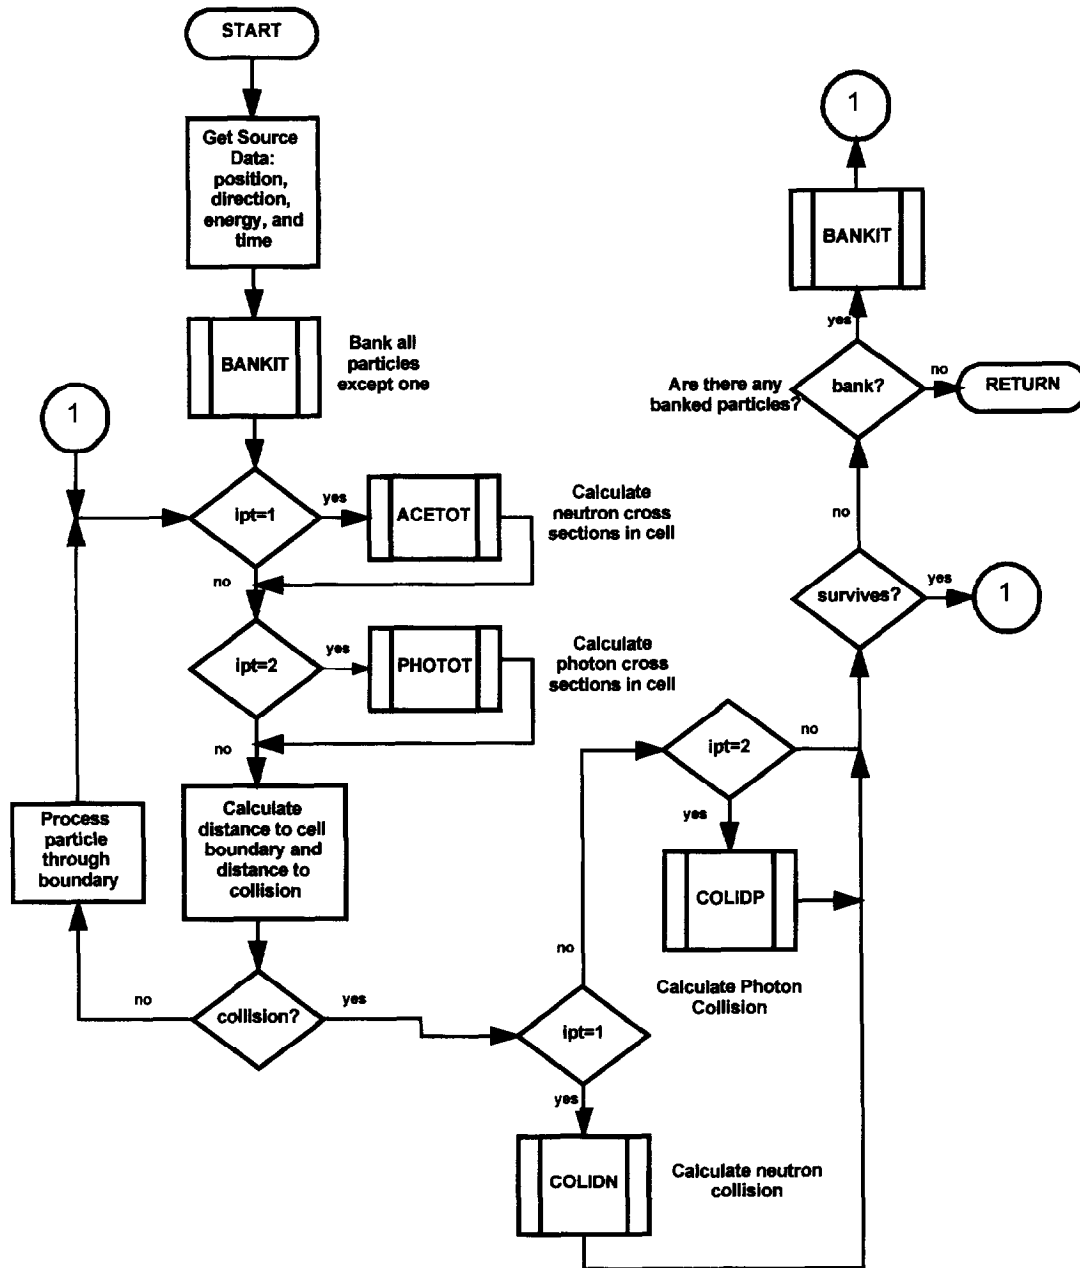 START
Get Source
Data:
position,
direction,
energy, and
time
BANKIT
Bank all
particles
except one
1
ipt=1
yes
ACETOT
Calculate
neutron cross
sections in cell
no
ipt=2
yes
PHOTOT
Calculate
photon cross
sections in cell
no
Calculate
distance to cell
boundary and
distance to
collision
Process
particle
through
boundary
collision?
no
yes
ipt=1
no
yes
COLIDN
Calculate neutron
collision
ipt=2
no
yes
COLIDP
Calculate Photon
Collision
survives?
yes
1
no
Are there any
banked particles?
bank?
no
RETURN
yes
BANKIT
1